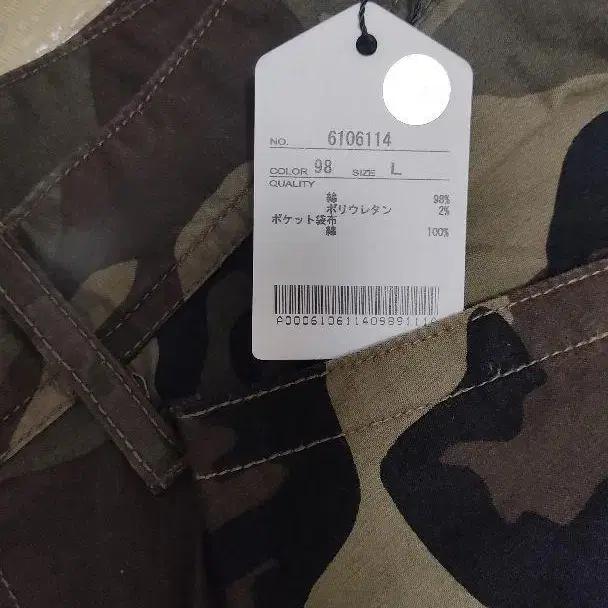 NO. 6106114
COLOR 98 SIZE L
QUALITY
綿 98%
ポリウレタン 2%
ポケット袋布
綿 100%